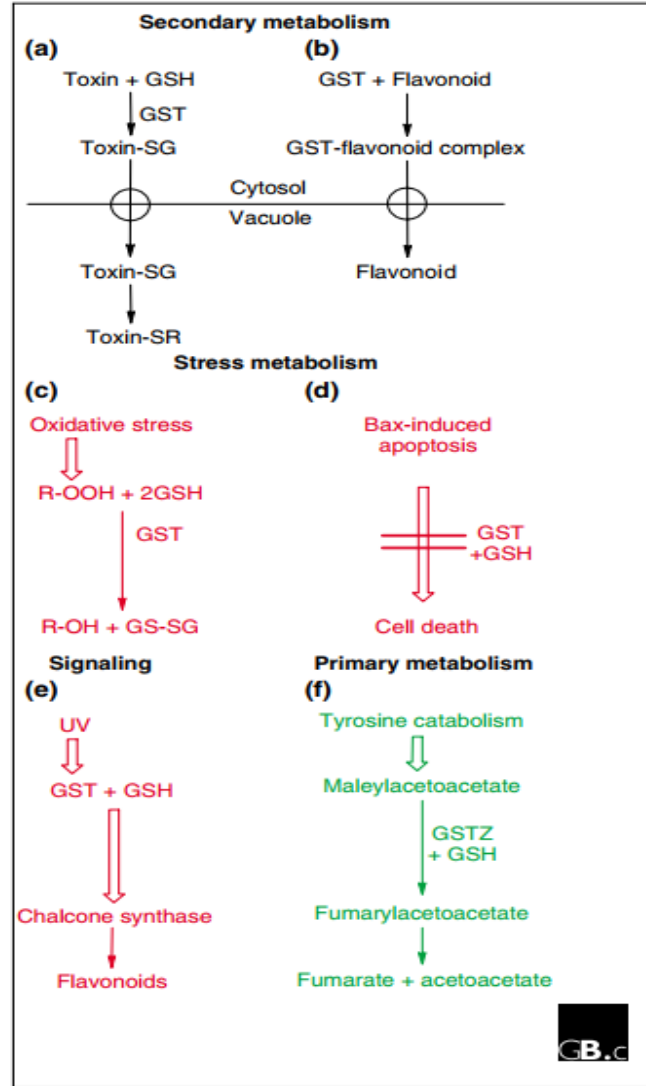 Secondary metabolism
(a)
(b)
Toxin + GSH
GST + Flavonoid
GST
Toxin-SG
GST-flavonoid complex
Cytosol
Vacuole
Toxin-SG
Flavonoid
Toxin-SR
Stress metabolism
(c)
(d)
Oxidative stress
Bax-induced
apoptosis
R-OOH + 2GSH
GST
GST
+GSH
R-OH + GS-SG
Cell death
Signaling
Primary metabolism
(e)
(f)
UV
Tyrosine catabolism
GST + GSH
Maleylacetoacetate
GSTZ
+ GSH
Chalcone synthase
Fumarylacetoacetate
Flavonoids
Fumarate + acetoacetate
GB.c